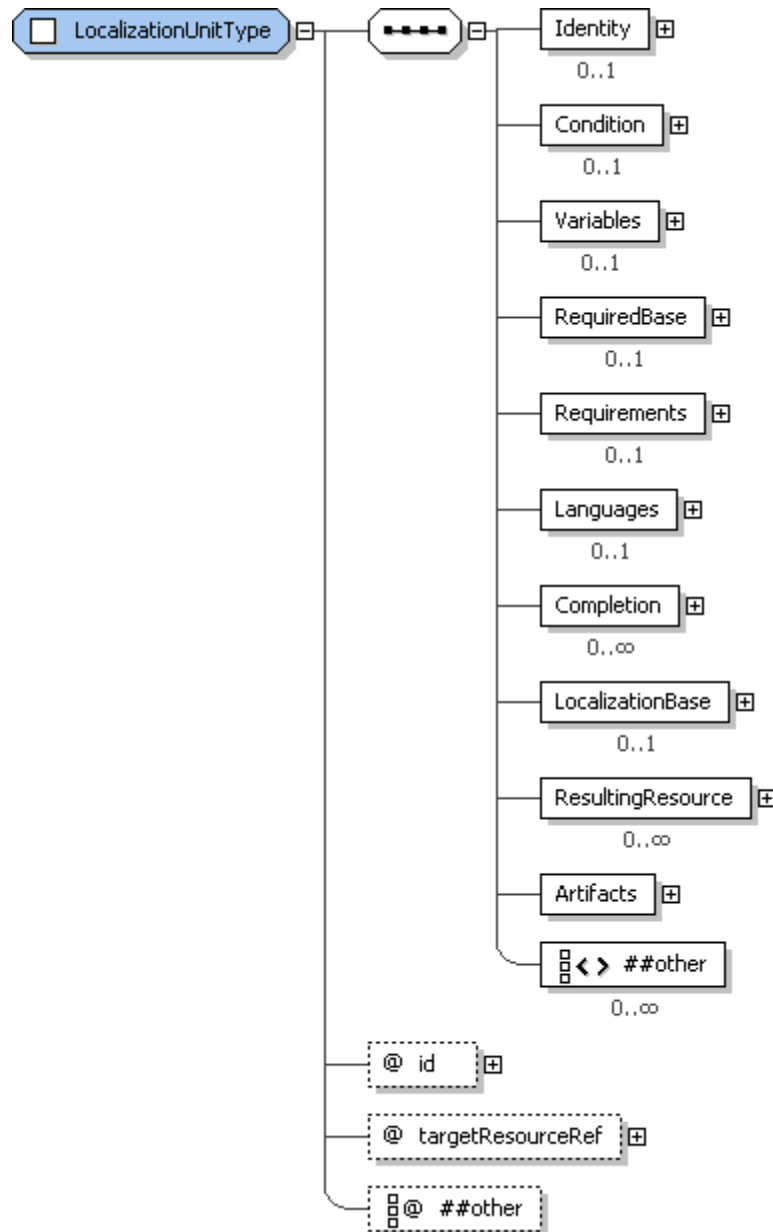 LocalizationUnitType
Identity
0..1
Condition
0..1
Variables
0..1
RequiredBase
0..1
Requirements
0..1
Languages
0..1
Completion
0..∞
LocalizationBase
0..1
ResultingResource
0..∞
Artifacts
##other
0..∞
@ id
@ targetResourceRef
@ ##other